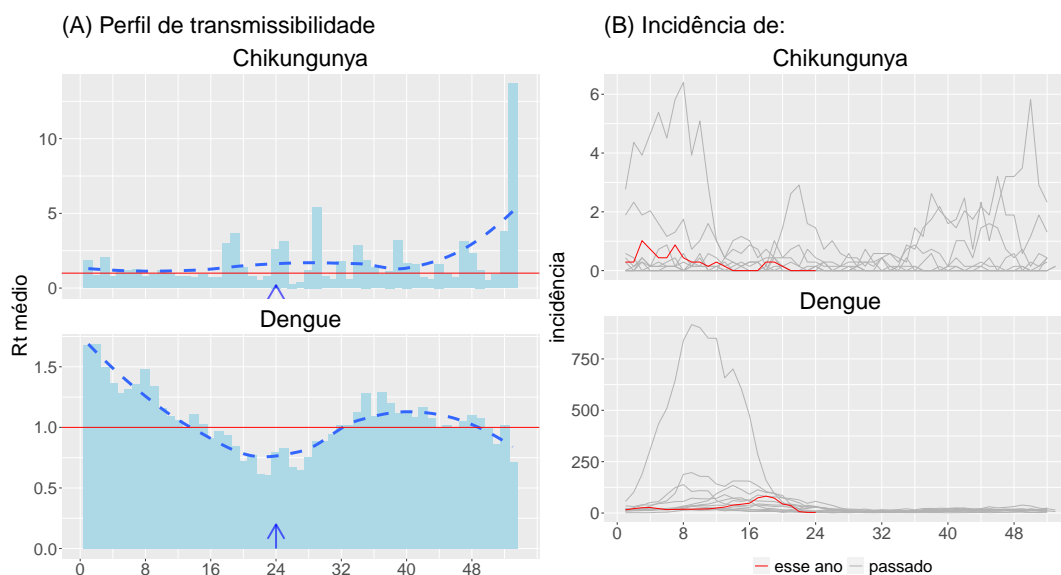 (A) Perfil de transmissibilidade
Chikungunya
10
5
0
Dengue
1.5
1.0
0.5
0.0
0 8 16 24 32 40 48
Rt médio
(B) Incidência de:
Chikungunya
6
4
2
0
Dengue
750
500
250
0
0 8 16 24 32 40 48
incidência
esse ano passado